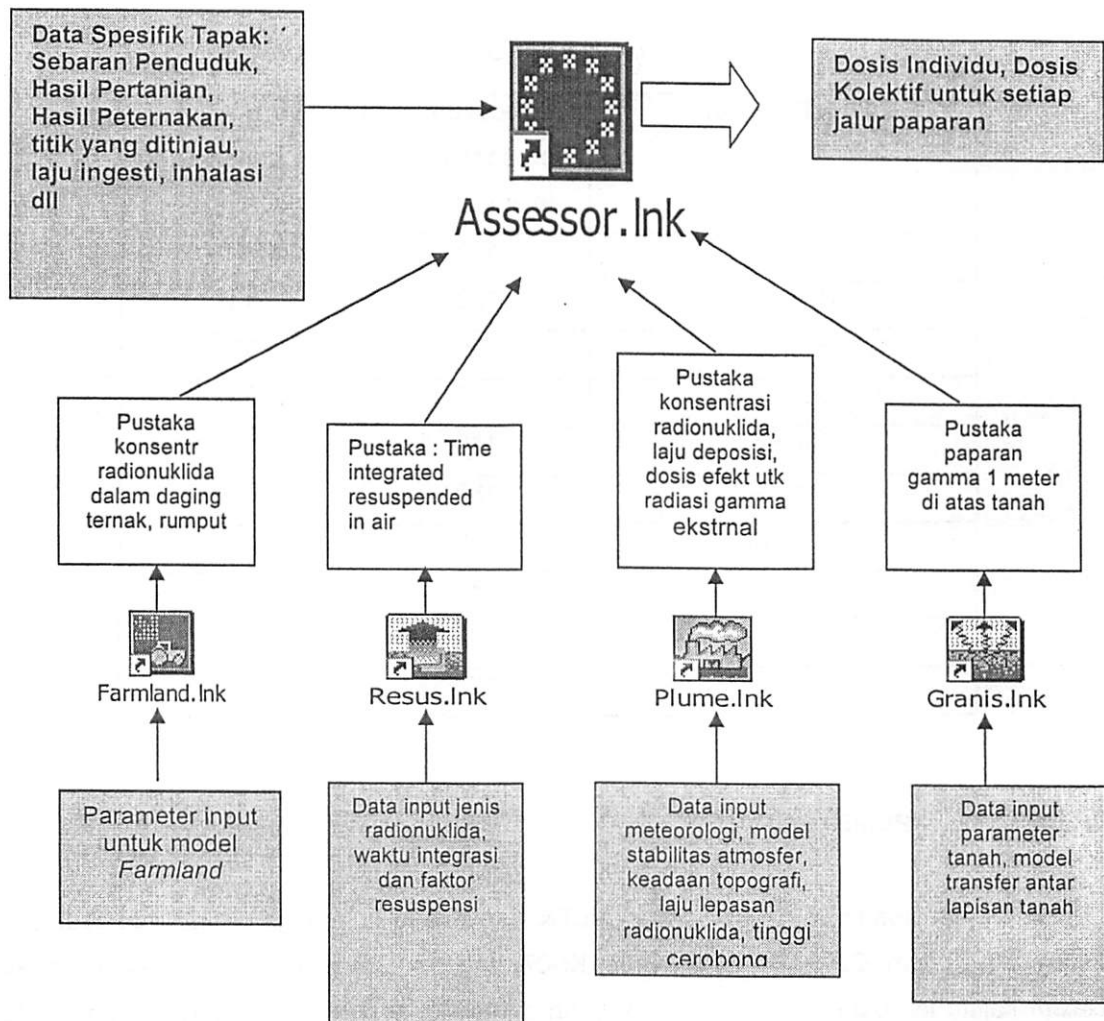 Data Spesifik Tapak:
Sebaran Penduduk,
Hasil Pertanian,
Hasil Peternakan,
titik yang ditinjau,
laju ingesti, inhalasi
dll
Dosis Individu, Dosis
Kolektif untuk setiap
jalur paparan
Assessor.lnk
Pustaka
konsentr
radionuklida
dalam daging
ternak, rumput
Pustaka : Time
integrated
resuspended
in air
Pustaka
konsentrasi
radionuklida,
laju deposisi,
dosis efekt utk
radiasi gamma
ekstrnal
Pustaka
paparan
gamma 1 meter
di atas tanah
Farmland.lnk
Resus.lnk
Plume.lnk
Granis.lnk
Parameter input
untuk model
Farmland
Data input jenis
radionuklida,
waktu integrasi
dan faktor
resuspensi
Data input
meteorologi, model
stabilitas atmosfer,
keadaan topografi,
laju lepasan
radionuklida, tinggi
cerobong
Data input
parameter
tanah, model
transfer antar
lapisan tanah